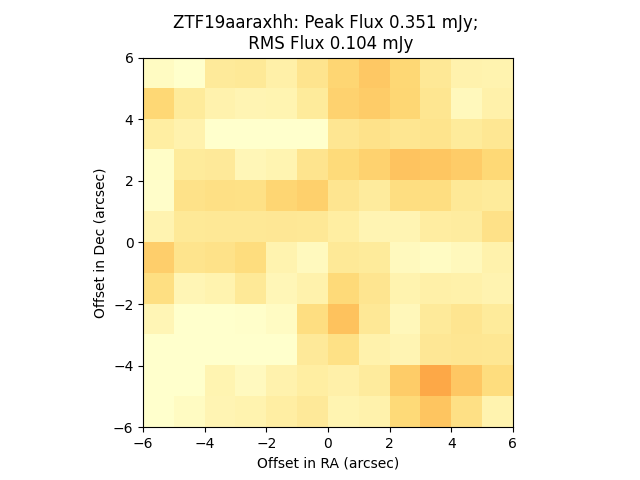 ZTF19aaraxhh: Peak Flux 0.351 mJy;
RMS Flux 0.104 mJy
6
4
2
0
−2
−4
−6
Offset in Dec (arcsec)
−6 −4 −2 0 2 4 6
Offset in RA (arcsec)